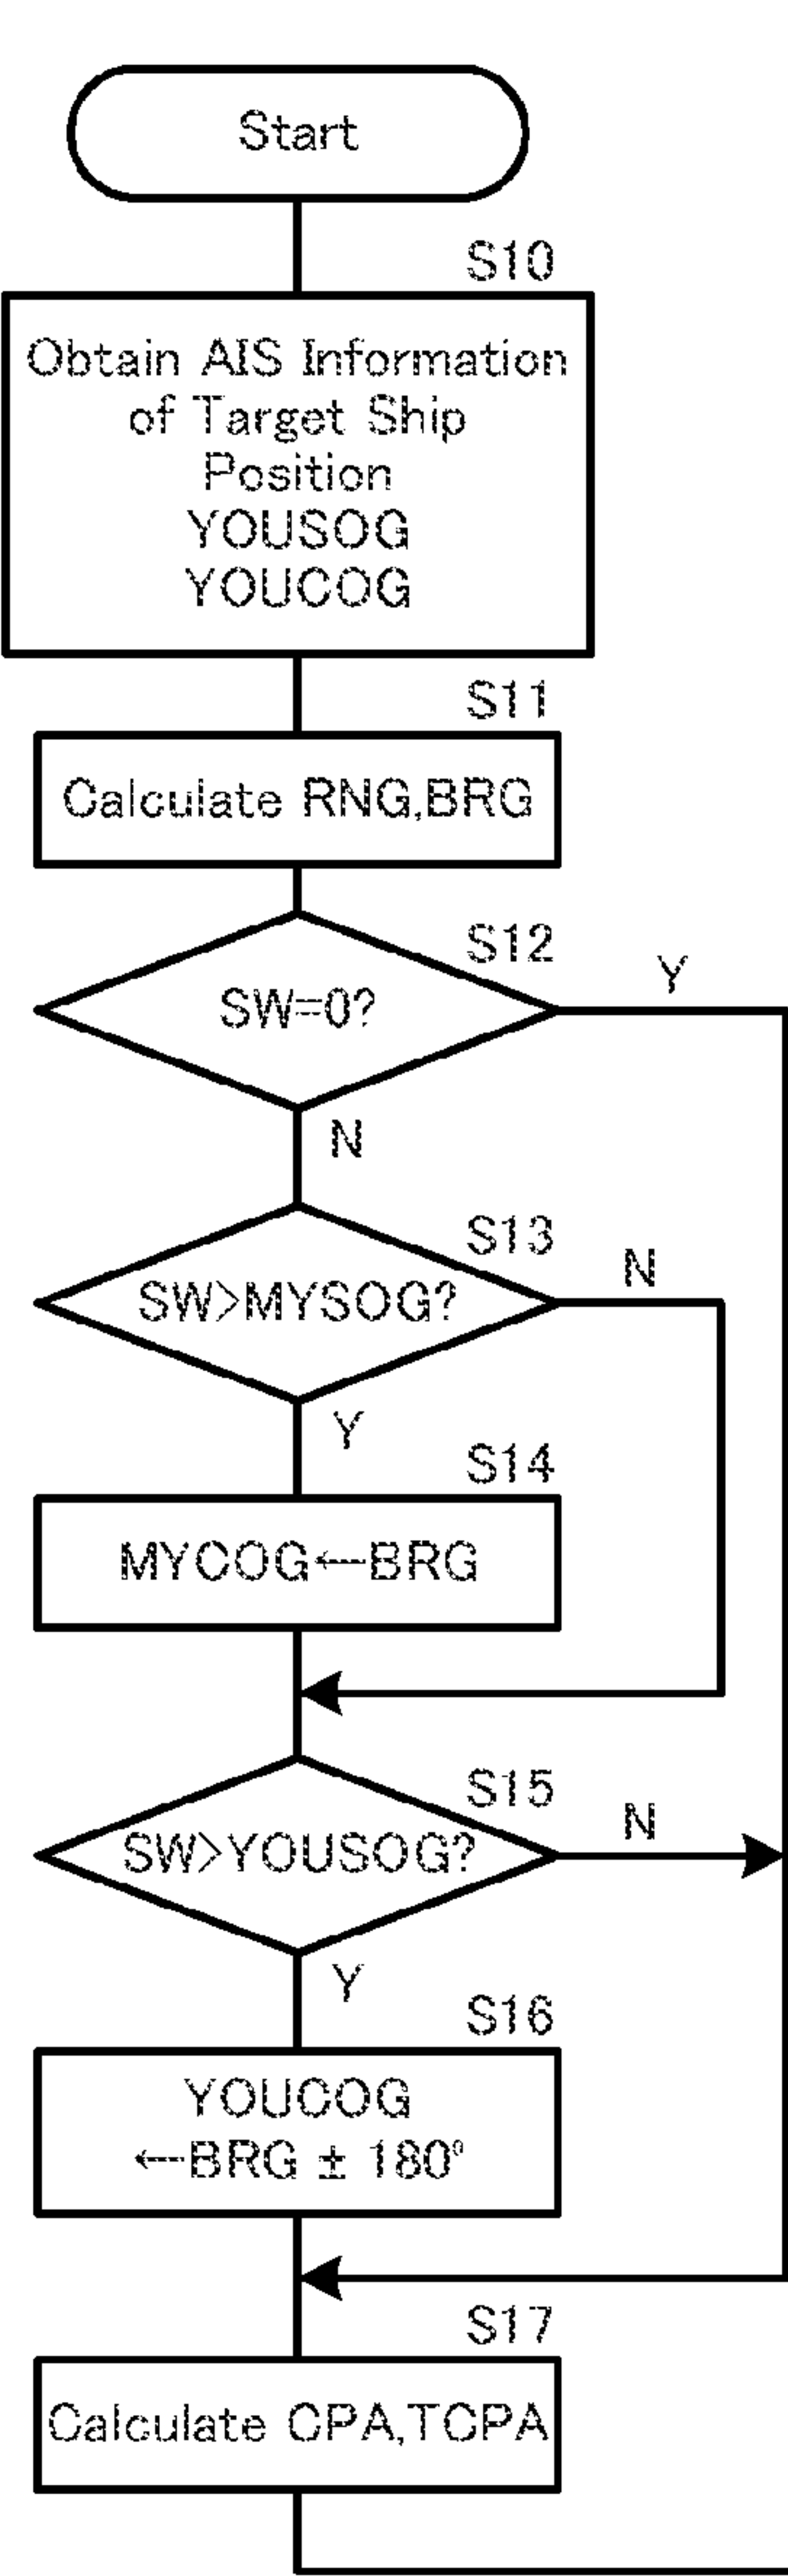 Start
S10
Obtain AIS Information
of Target Ship
Position
YOUSOG
YOUCOG
S11
Calculate RNG,BRG
S12
SW=0?
Y
N
S13
SW>MYSOG?
N
Y
S14
MYCOG←BRG
S15
SW>YOUSOG?
N
Y
S16
YOUCOG
←BRG ± 180°
S17
Calculate CPA,TCPA